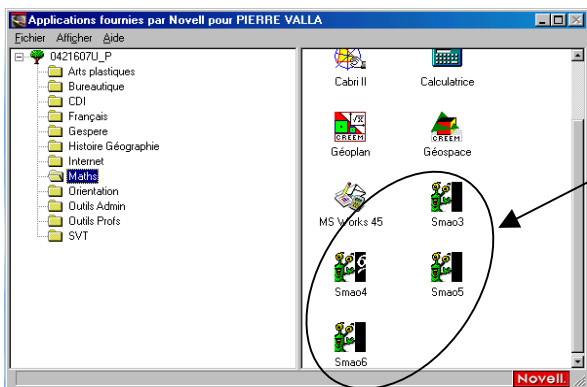 Applications fournies par Novell pour PIERRE VALLA
Fichier Afficher Aide
0421607U_P
Arts plastiques
Bureautique
CDI
Français
Gespere
Histoire Géographie
Internet
Maths
Orientation
Outils Admin
Outils Profs
SVT
Cabri II Calculatrice
CREEM CREEM
Géoplan Géospace
MS Works 45 Smao3
Smao4 Smao5
Smao6
Novell.